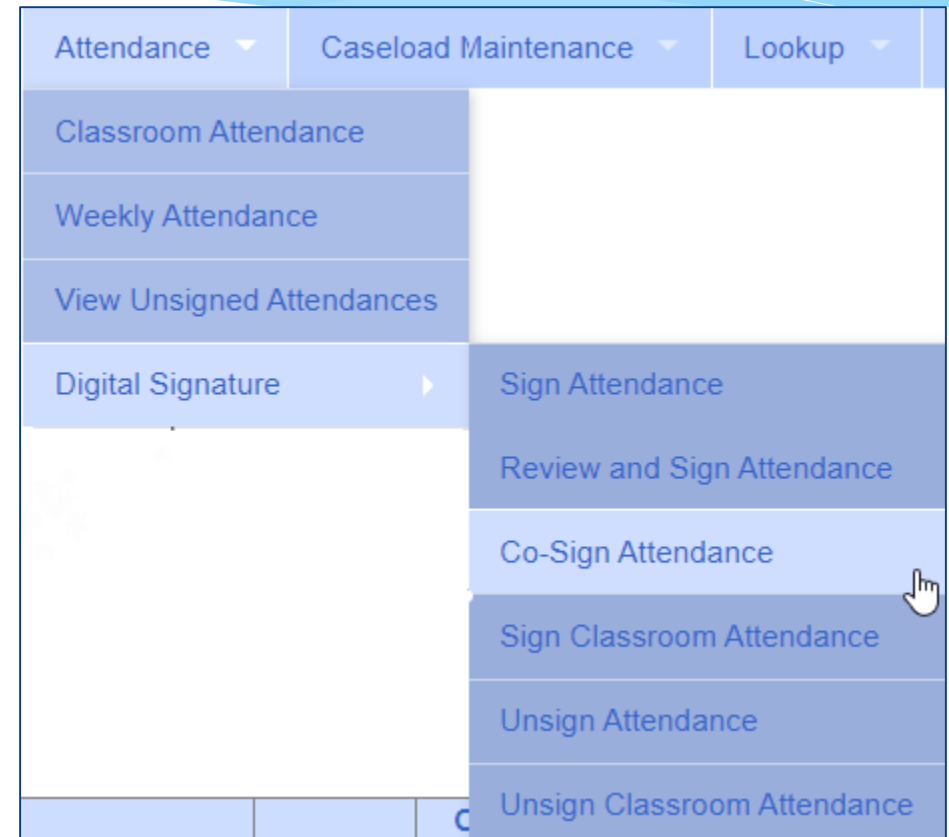 Attendance Caseload Maintenance Lookup
Classroom Attendance
Weekly Attendance
View Unsigned Attendances
Digital Signature
Sign Attendance
Review and Sign Attendance
Co-Sign Attendance
Sign Classroom Attendance
Unsign Attendance
Unsign Classroom Attendance